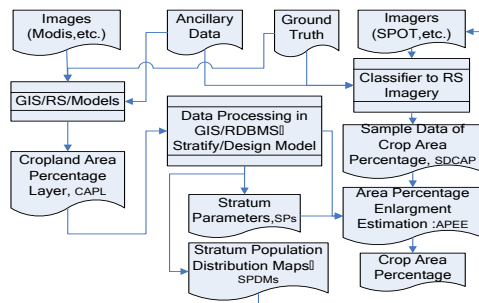 Images
(Modis,etc.)
Ancillary
Data
Ground
Truth
Imagers
(SPOT,etc.)
GIS/RS/Models
Classifier to RS
Imagery
Data Processing in
GIS/RDBMS
Stratify/Design Model
Cropland Area
Percentage
Layer, CAPL
Sample Data of
Crop Area
Percentage, SDCAP
Stratum
Parameters,SPs
Area Percentage
Enlargment
Estimation :APEE
Stratum Population
Distribution Maps
SPDMs
Crop Area
Percentage